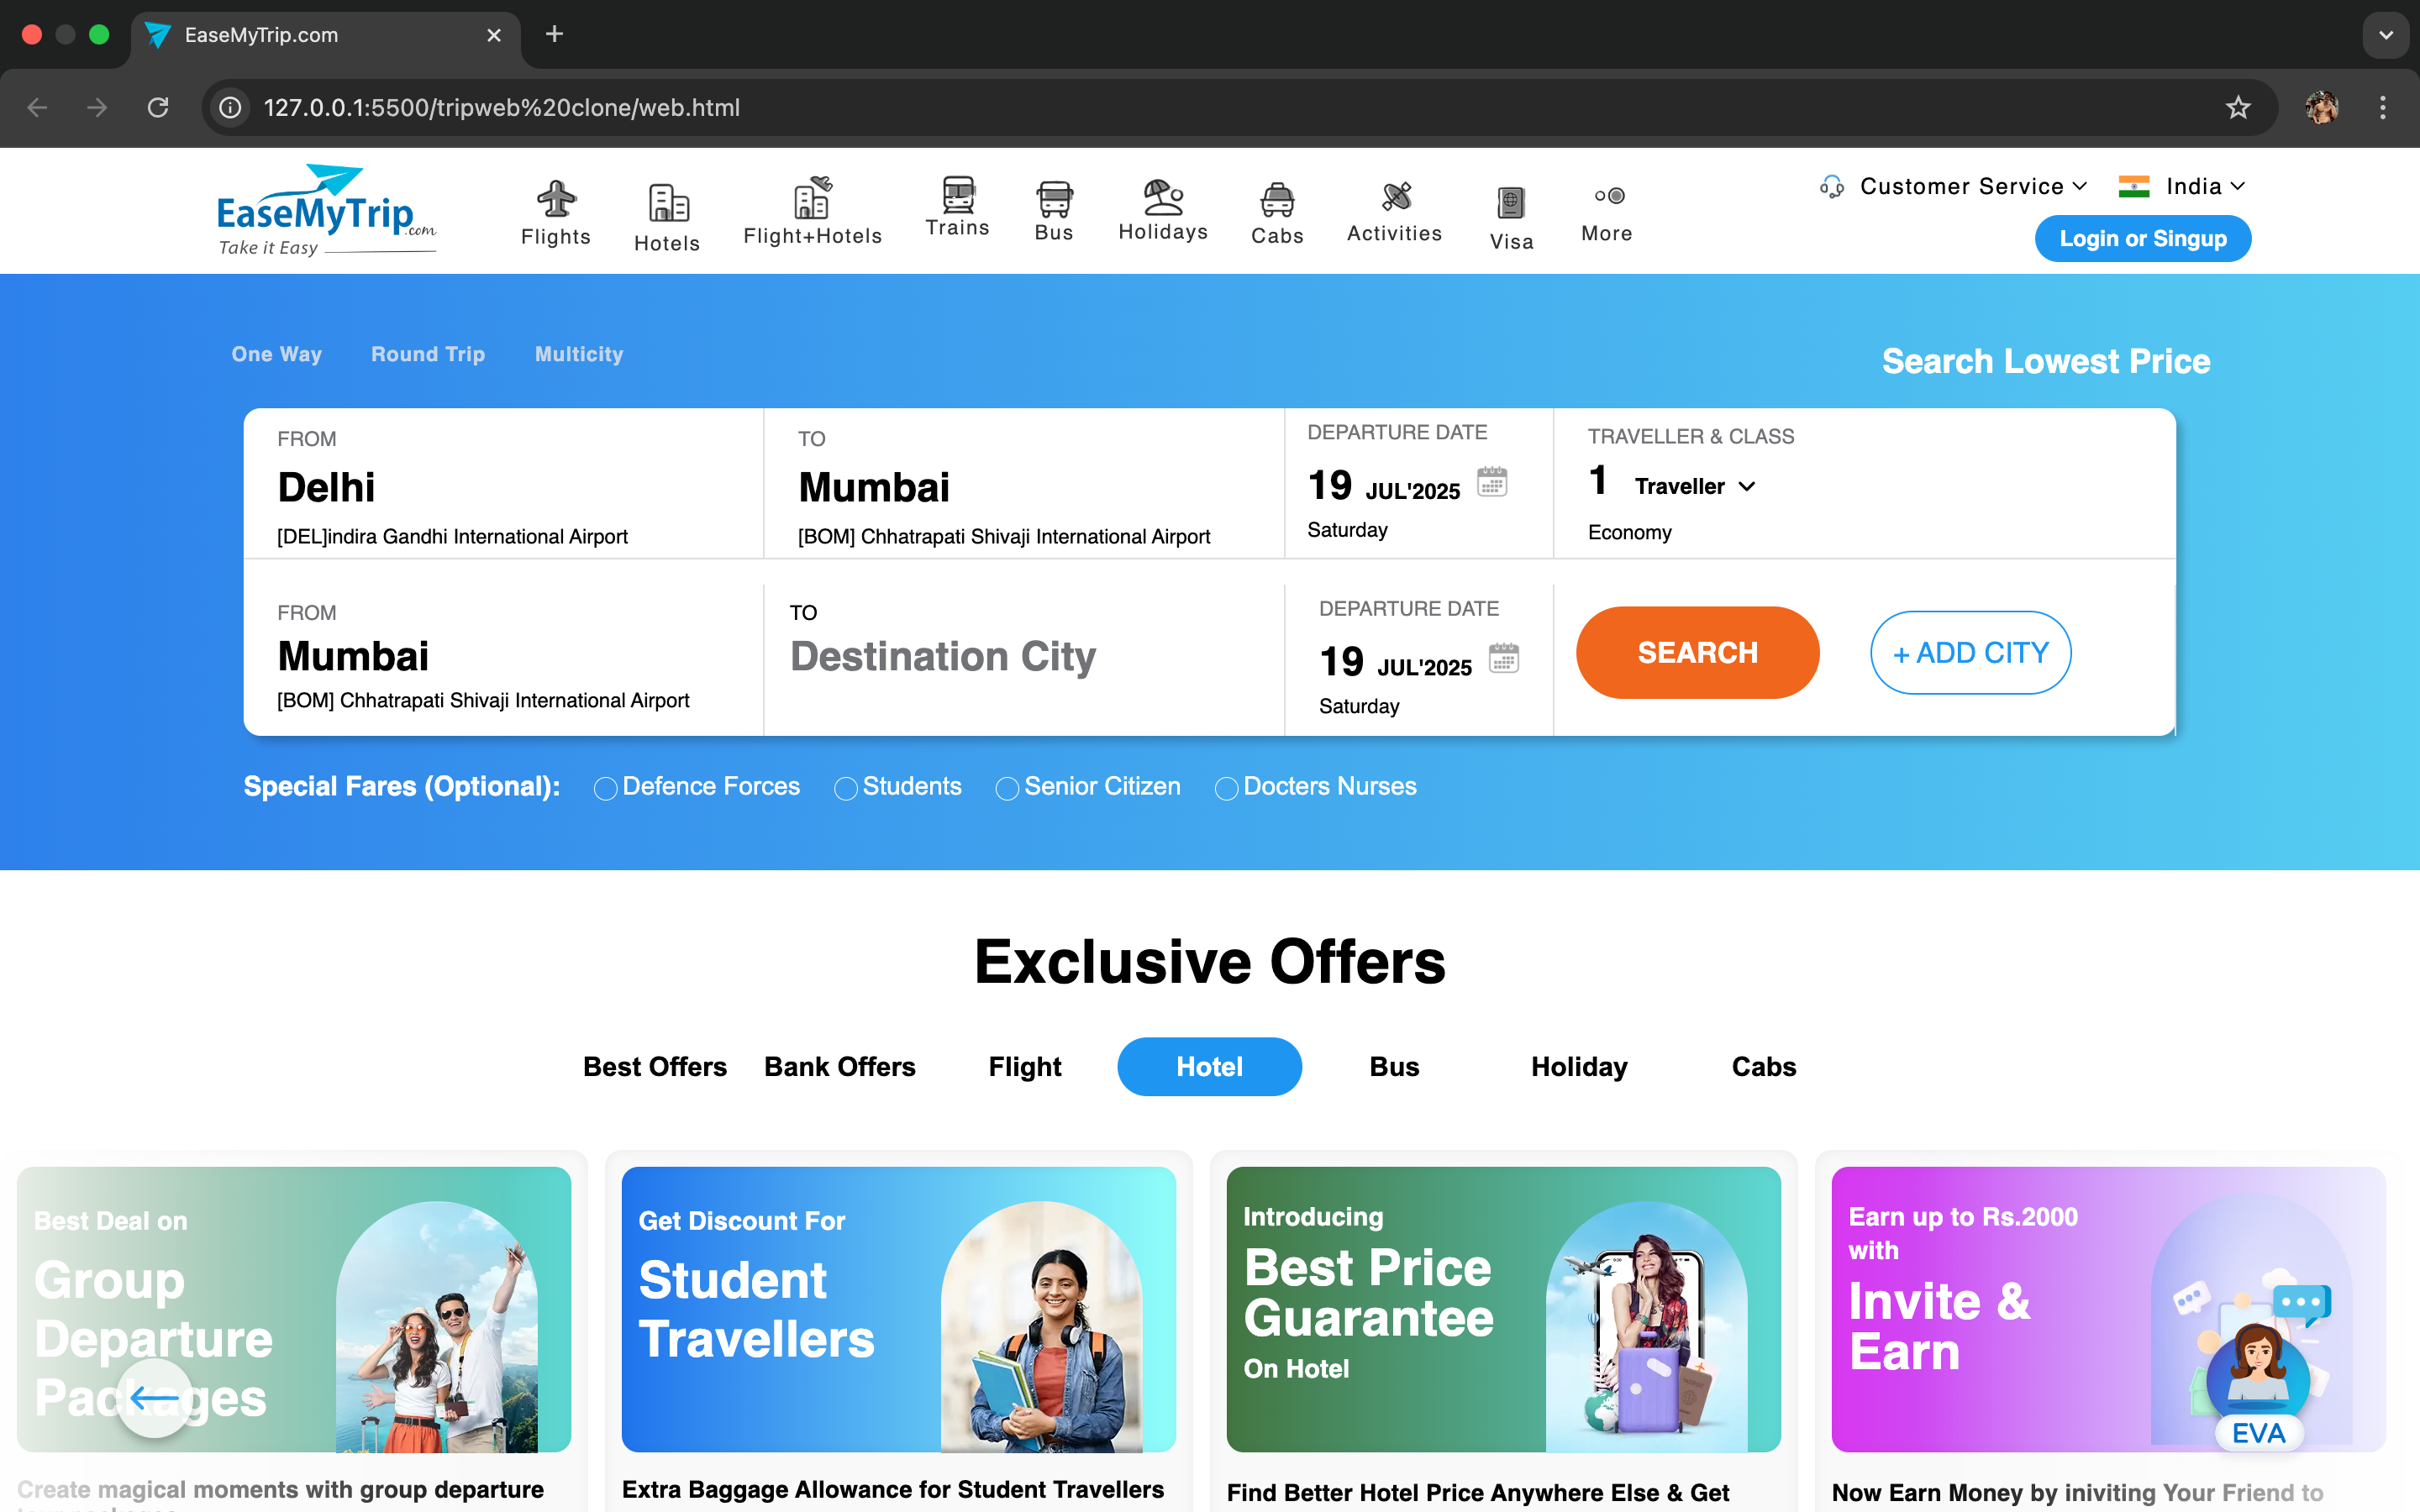 EaseMyTrip.com
127.0.0.1:5500/tripweb%20clone/web.html
EaseMyTrip.com
Take it Easy
Flights
Hotels
Flight+Hotels
Trains
Bus
Holidays
Cabs
Activities
Visa
More
Customer Service
India
Login or Singup
One Way
Round Trip
Multicity
Search Lowest Price
FROM
Delhi
[DEL]indira Gandhi International Airport
TO
Mumbai
[BOM] Chhatrapati Shivaji International Airport
DEPARTURE DATE
19 JUL'2025
Saturday
TRAVELLER & CLASS
1 Traveller
Economy
FROM
Mumbai
[BOM] Chhatrapati Shivaji International Airport
TO
Destination City
DEPARTURE DATE
19 JUL'2025
Saturday
SEARCH
+ ADD CITY
Special Fares (Optional):
Defence Forces
Students
Senior Citizen
Docters Nurses
Exclusive Offers
Best Offers
Bank Offers
Flight
Hotel
Bus
Holiday
Cabs
Best Deal on
Group
Departure
Packages
Create magical moments with group departure
Get Discount For
Student
Travellers
Extra Baggage Allowance for Student Travellers
Introducing
Best Price
Guarantee
On Hotel
Find Better Hotel Price Anywhere Else & Get
Earn up to Rs.2000
with
Invite &
Earn
EVA
Now Earn Money by iniviting Your Friend to